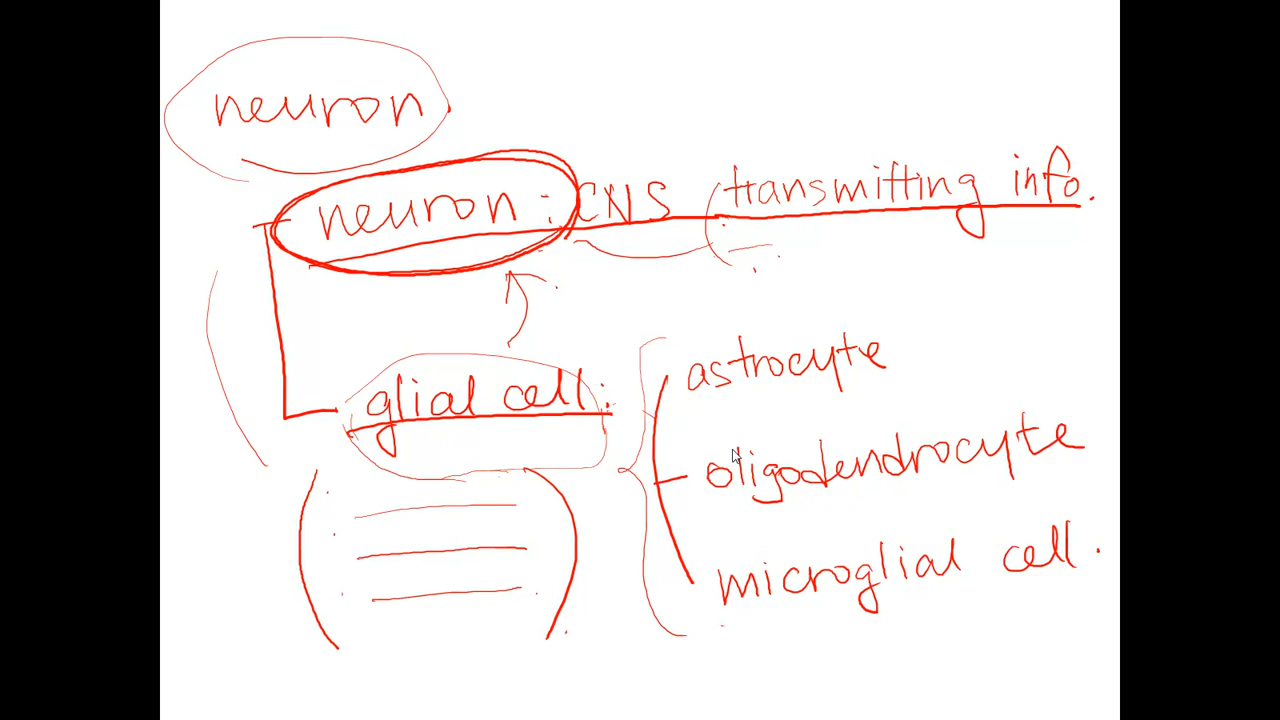 neuron.
neuron: CNS transmitting info.
glial cell:
astrocyte
oligodendrocyte
microglial cell.